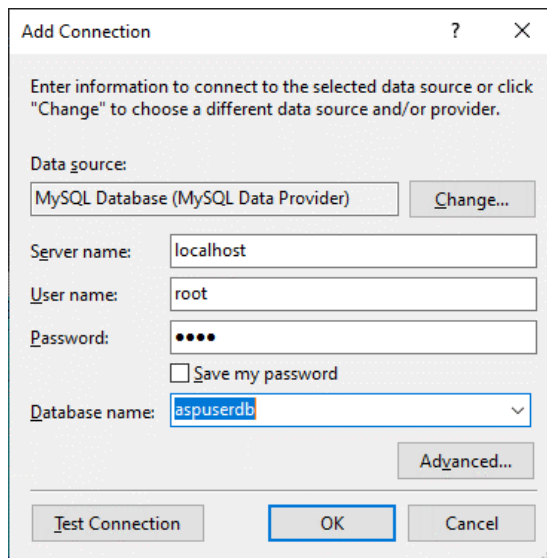 Add Connection
?
Enter information to connect to the selected data source or click
"Change" to choose a different data source and/or provider.
Data source:
MySQL Database (MySQL Data Provider)
Change...
Server name:
localhost
User name:
root
Password:
••••
Save my password
Database name:
aspuserdb
Advanced...
Test Connection
OK
Cancel